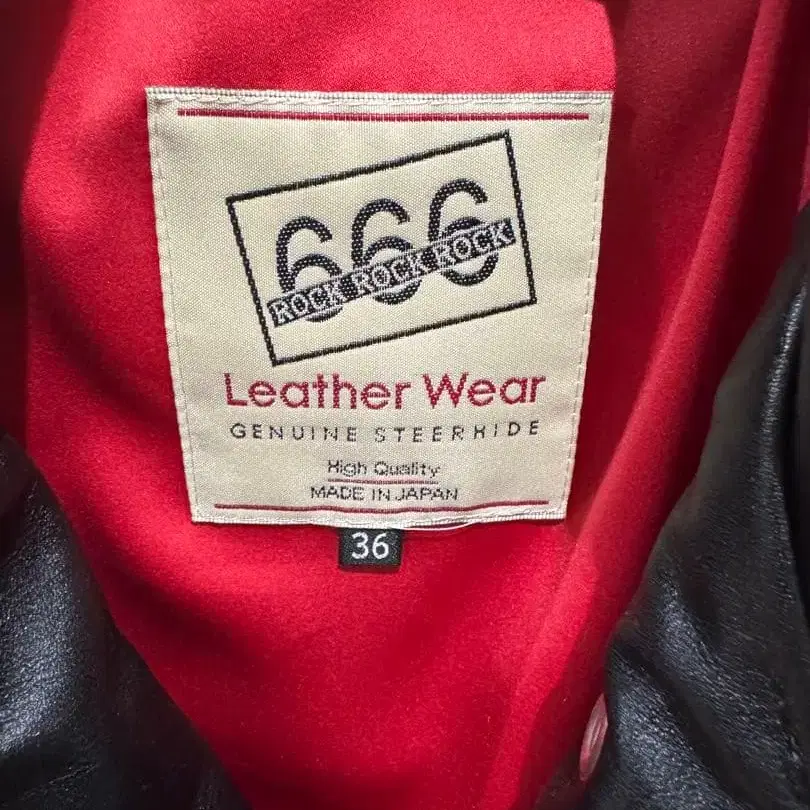 666
ROCK ROCK ROCK
Leather Wear
GENUINE STEERHIDE
High Quality
MADE IN JAPAN
36